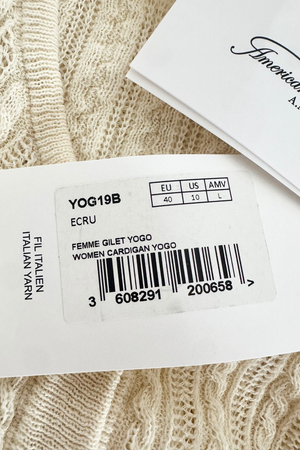 American
A.
YOG19B
EU US AMV
40 10 L
ECRU
FEMME GILET YOGO
WOMEN CARDIGAN YOGO
3 608291 200658 >
FIL ITALIEN
ITALIAN YARN